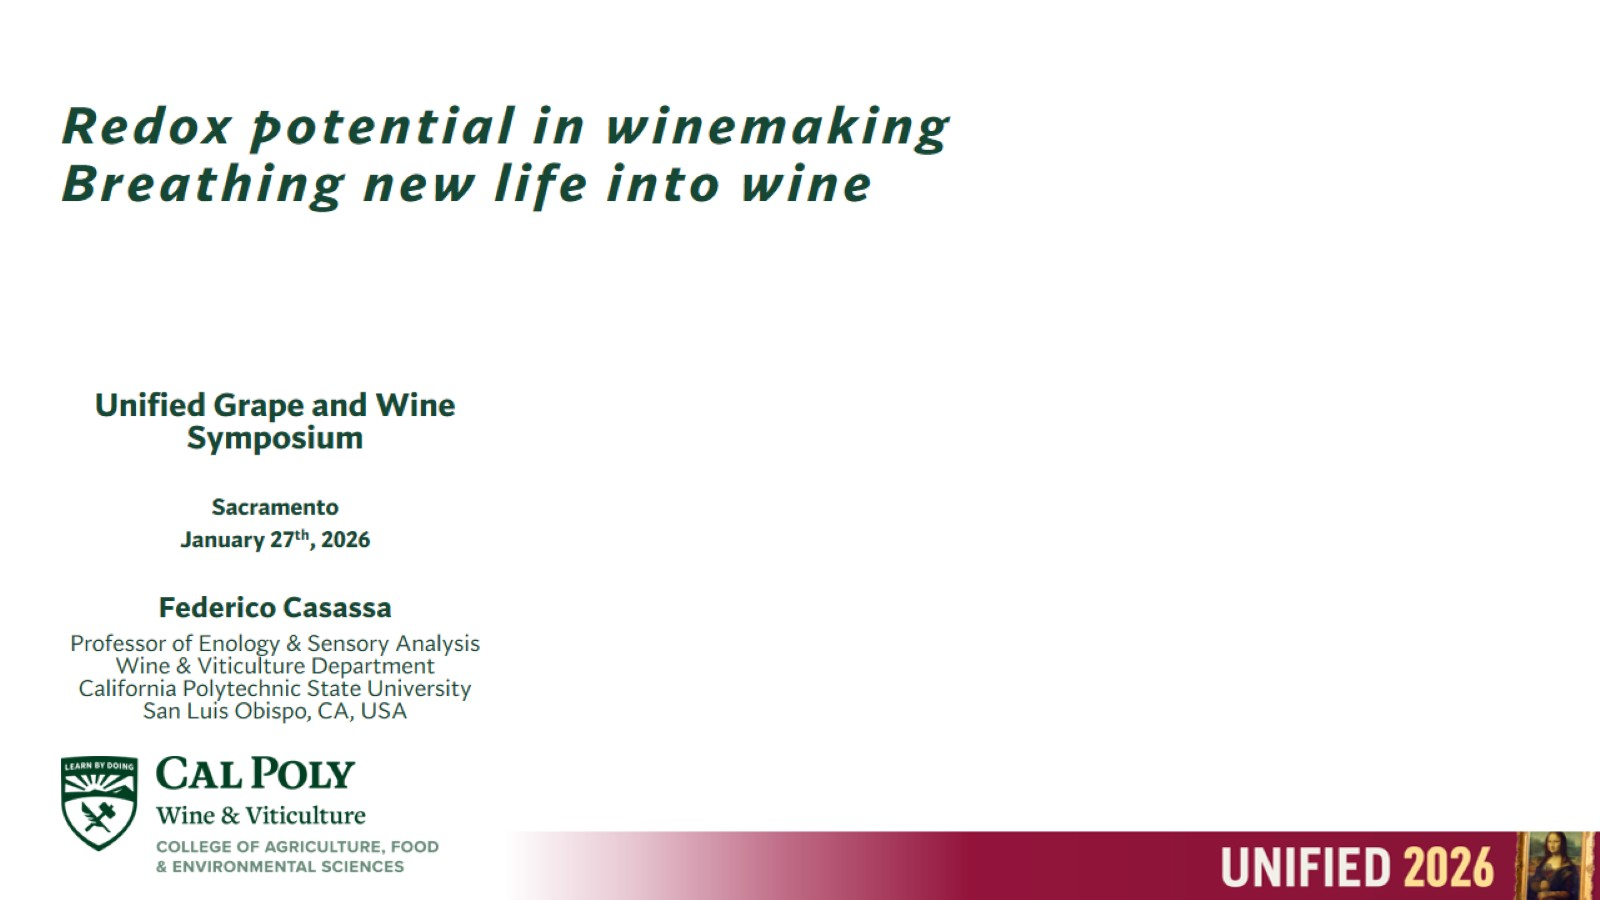 Redox potential in winemaking
Breathing new life into wine
Unified Grape and Wine
Symposium
Sacramento
January 27th, 2026
Federico Casassa
Professor of Enology & Sensory Analysis
Wine & Viticulture Department
California Polytechnic State University
San Luis Obispo, CA, USA
LEARN BY DOING
CAL POLY
Wine & Viticulture
COLLEGE OF AGRICULTURE, FOOD
& ENVIRONMENTAL SCIENCES
UNIFIED 2026